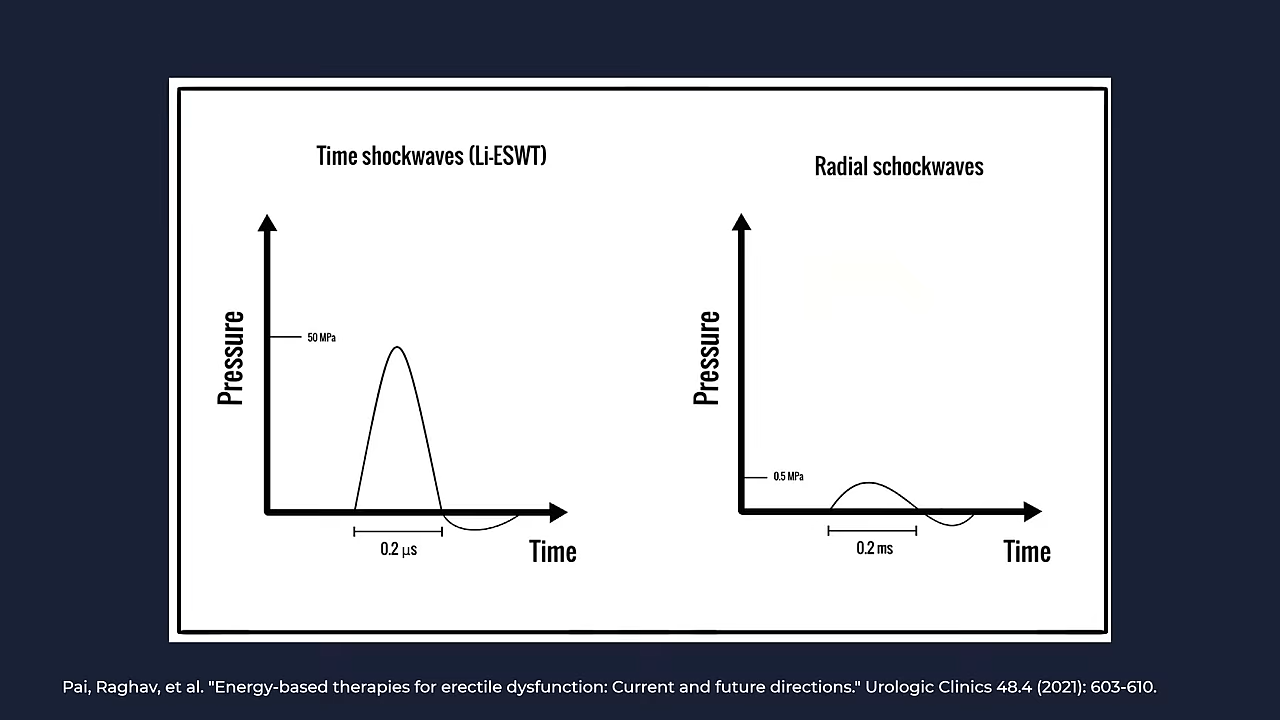 Time shockwaves (Li-ESWT)
Pressure
50 MPa
0.2 μs
Time
Radial schockwaves
Pressure
0.5 MPa
0.2 ms
Time
Pai, Raghav, et al. "Energy-based therapies for erectile dysfunction: Current and future directions." Urologic Clinics 48.4 (2021): 603-610.